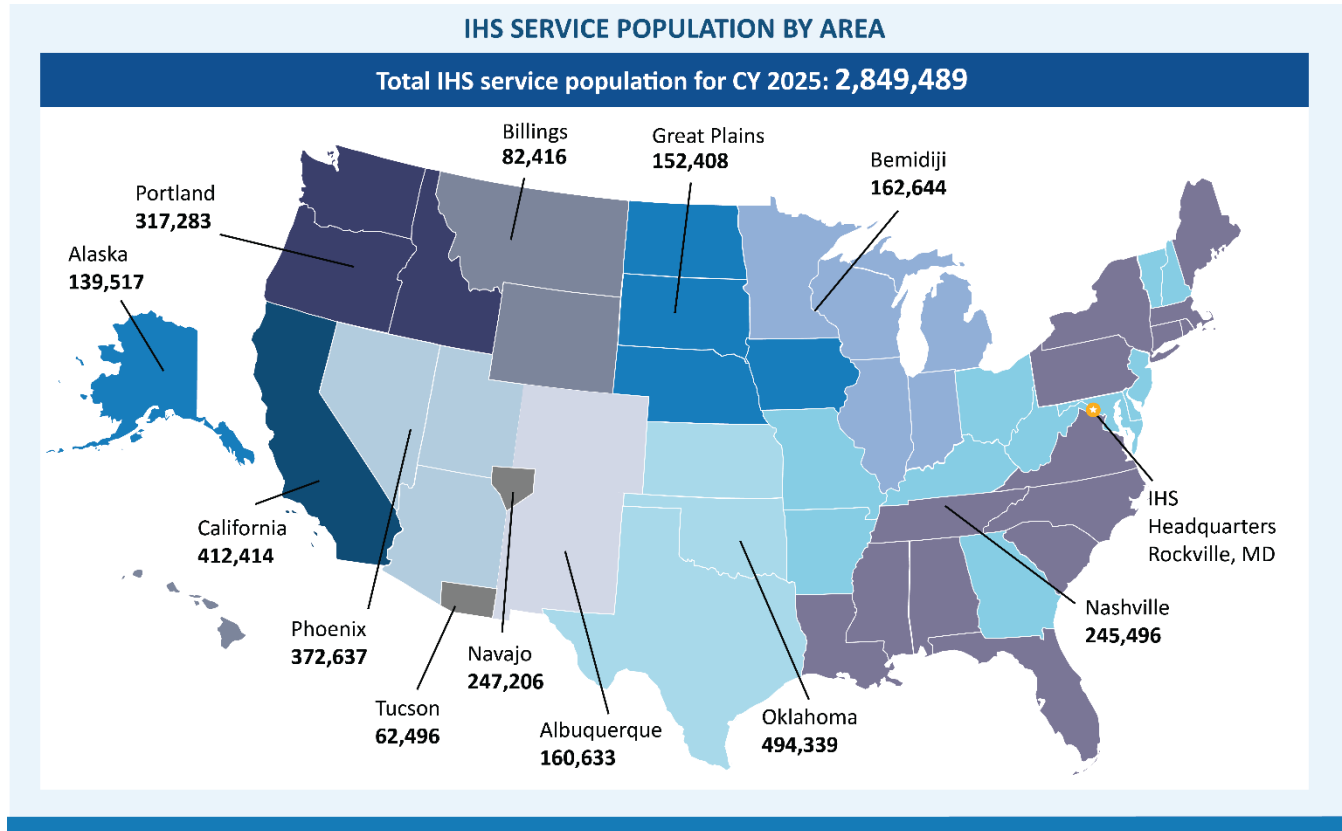 IHS SERVICE POPULATION BY AREA
Total IHS service population for CY 2025: 2,849,489
Billings
82,416
Great Plains
152,408
Bemidiji
162,644
Portland
317,283
Alaska
139,517
California
412,414
Phoenix
372,637
Tucson
62,496
Navajo
247,206
Albuquerque
160,633
Oklahoma
494,339
Nashville
245,496
IHS
Headquarters
Rockville, MD